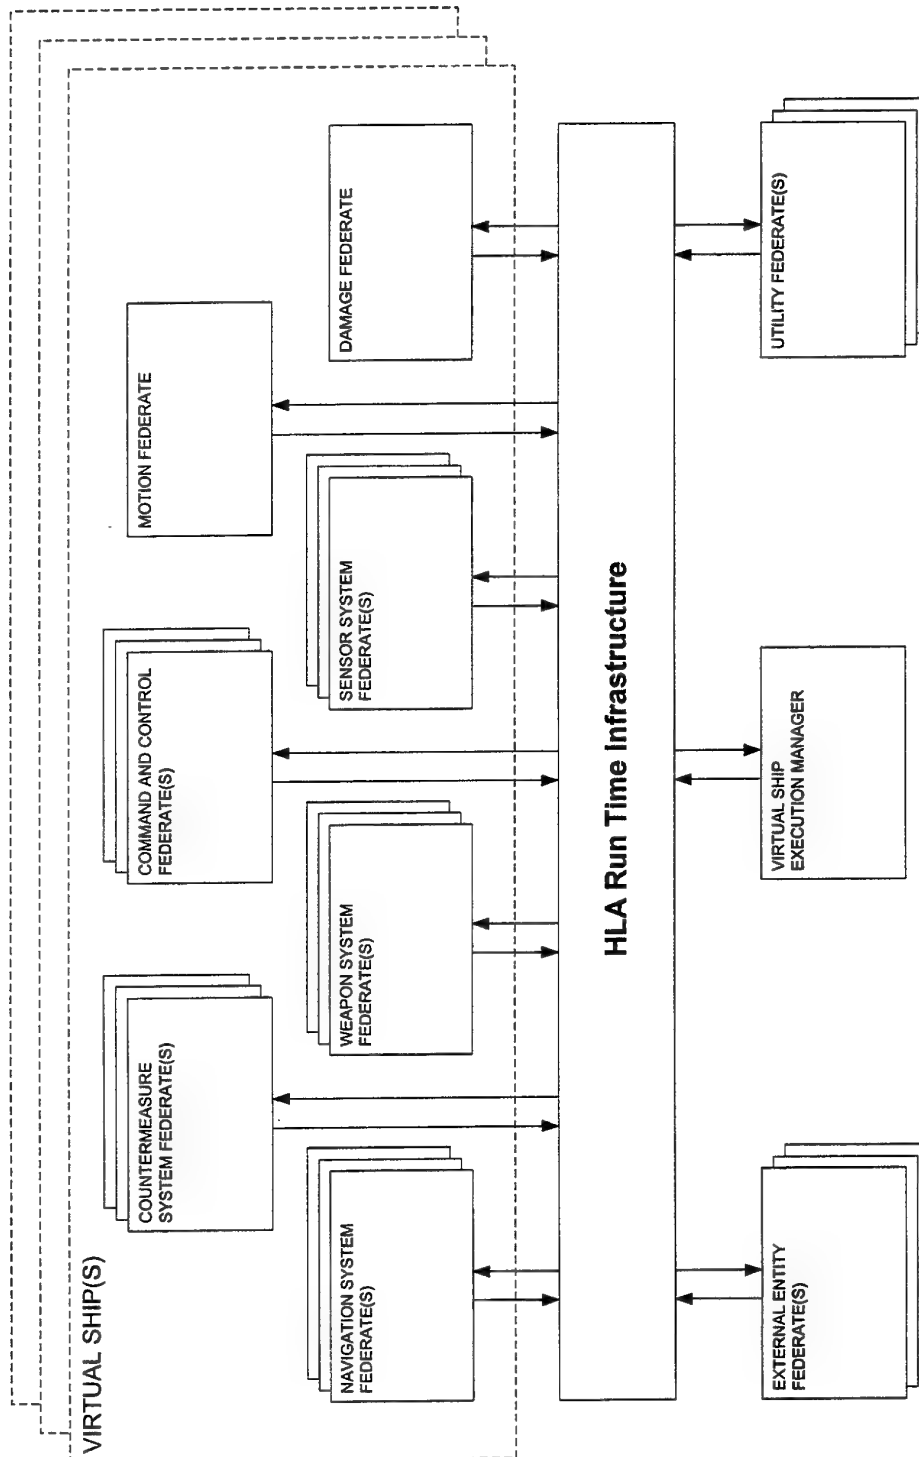 VIRTUAL SHIP(S)
COUNTERMEASURE
SYSTEM FEDERATE(S)
COMMAND AND CONTROL
FEDERATE(S)
MOTION FEDERATE
NAVIGATION SYSTEM
FEDERATE(S)
WEAPON SYSTEM
FEDERATE(S)
SENSOR SYSTEM
FEDERATE(S)
DAMAGE FEDERATE
HLA Run Time Infrastructure
EXTERNAL ENTITY
FEDERATE(S)
VIRTUAL SHIP
EXECUTION MANAGER
UTILITY FEDERATE(S)